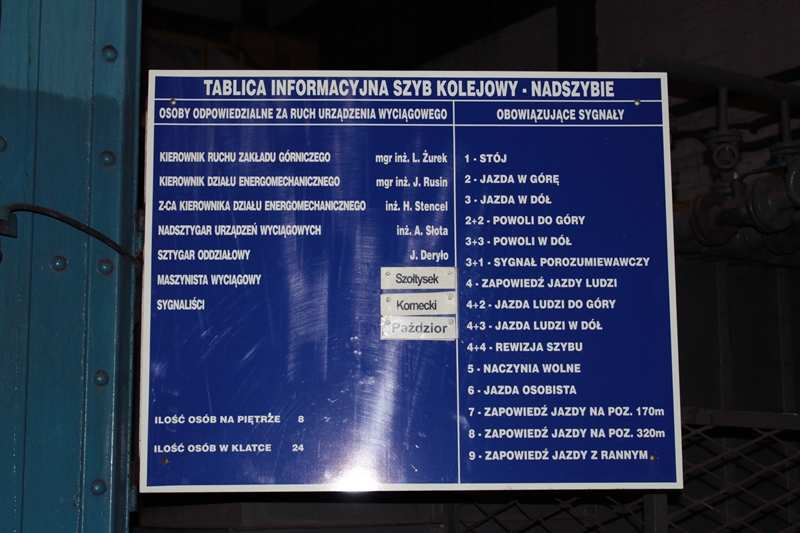 TABLICA INFORMACYJNA SZYB KOLEJOWY - NADSZYBIE
OSOBY ODPOWIEDZIALNE ZA RUCH URZĄDZENIA WYCIĄGOWEGO
KIEROWNIK RUCHU ZAKŁADU GÓRNICZEGO mgr inż. L. Żurek
KIEROWNIK DZIAŁU ENERGOMECHANICZNEGO mgr inż. J. Rusin
Z-CA KIEROWNIKA DZIAŁU ENERGOMECHANICZNEGO inż. H. Stencel
NADSZTYGAR URZĄDZEŃ WYCIĄGOWYCH inż. A. Słota
SZTYGAR ODDZIAŁOWY J. Deryło
MASZYNISTA WYCIĄGOWY Szołtysek
SYGNALIŚCI Kornecki
Paździor
ILOŚĆ OSÓB NA PIĘTRZE 8
ILOŚĆ OSÓB W KLATCE 24
OBOWIĄZUJĄCE SYGNAŁY
1 - STÓJ
2 - JAZDA W GÓRĘ
3 - JAZDA W DÓŁ
2+2 - POWOLI DO GÓRY
3+3 - POWOLI W DÓŁ
3+1 - SYGNAŁ POROZUMIEWAWCZY
4 - ZAPOWIEDŹ JAZDY LUDZI
4+2 - JAZDA LUDZI DO GÓRY
4+3 - JAZDA LUDZI W DÓŁ
4+4 - REWIZJA SZYBU
5 - NACZYNIA WOLNE
6 - JAZDA OSOBISTA
7 - ZAPOWIEDŹ JAZDY NA POZ. 170m
8 - ZAPOWIEDŹ JAZDY NA POZ. 320m
9 - ZAPOWIEDŹ JAZDY Z RANNYM